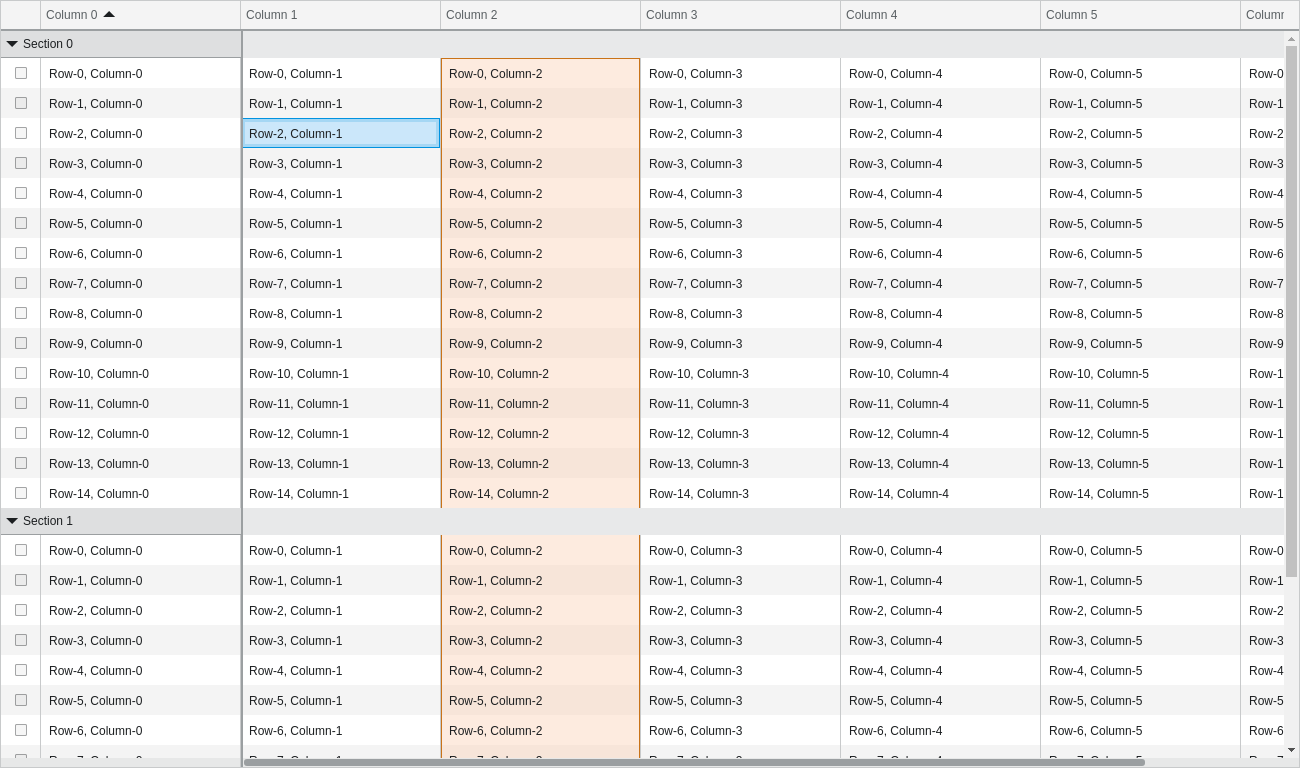 Column 0 Column 1 Column 2 Column 3 Column 4 Column 5 Column
Section 0
Row-0, Column-0 Row-0, Column-1 Row-0, Column-2 Row-0, Column-3 Row-0, Column-4 Row-0, Column-5 Row-0
Row-1, Column-0 Row-1, Column-1 Row-1, Column-2 Row-1, Column-3 Row-1, Column-4 Row-1, Column-5 Row-1
Row-2, Column-0 Row-2, Column-1 Row-2, Column-2 Row-2, Column-3 Row-2, Column-4 Row-2, Column-5 Row-2
Row-3, Column-0 Row-3, Column-1 Row-3, Column-2 Row-3, Column-3 Row-3, Column-4 Row-3, Column-5 Row-3
Row-4, Column-0 Row-4, Column-1 Row-4, Column-2 Row-4, Column-3 Row-4, Column-4 Row-4, Column-5 Row-4
Row-5, Column-0 Row-5, Column-1 Row-5, Column-2 Row-5, Column-3 Row-5, Column-4 Row-5, Column-5 Row-5
Row-6, Column-0 Row-6, Column-1 Row-6, Column-2 Row-6, Column-3 Row-6, Column-4 Row-6, Column-5 Row-6
Row-7, Column-0 Row-7, Column-1 Row-7, Column-2 Row-7, Column-3 Row-7, Column-4 Row-7, Column-5 Row-7
Row-8, Column-0 Row-8, Column-1 Row-8, Column-2 Row-8, Column-3 Row-8, Column-4 Row-8, Column-5 Row-8
Row-9, Column-0 Row-9, Column-1 Row-9, Column-2 Row-9, Column-3 Row-9, Column-4 Row-9, Column-5 Row-9
Row-10, Column-0 Row-10, Column-1 Row-10, Column-2 Row-10, Column-3 Row-10, Column-4 Row-10, Column-5 Row-1
Row-11, Column-0 Row-11, Column-1 Row-11, Column-2 Row-11, Column-3 Row-11, Column-4 Row-11, Column-5 Row-1
Row-12, Column-0 Row-12, Column-1 Row-12, Column-2 Row-12, Column-3 Row-12, Column-4 Row-12, Column-5 Row-1
Row-13, Column-0 Row-13, Column-1 Row-13, Column-2 Row-13, Column-3 Row-13, Column-4 Row-13, Column-5 Row-1
Row-14, Column-0 Row-14, Column-1 Row-14, Column-2 Row-14, Column-3 Row-14, Column-4 Row-14, Column-5 Row-1
Section 1
Row-0, Column-0 Row-0, Column-1 Row-0, Column-2 Row-0, Column-3 Row-0, Column-4 Row-0, Column-5 Row-0
Row-1, Column-0 Row-1, Column-1 Row-1, Column-2 Row-1, Column-3 Row-1, Column-4 Row-1, Column-5 Row-1
Row-2, Column-0 Row-2, Column-1 Row-2, Column-2 Row-2, Column-3 Row-2, Column-4 Row-2, Column-5 Row-2
Row-3, Column-0 Row-3, Column-1 Row-3, Column-2 Row-3, Column-3 Row-3, Column-4 Row-3, Column-5 Row-3
Row-4, Column-0 Row-4, Column-1 Row-4, Column-2 Row-4, Column-3 Row-4, Column-4 Row-4, Column-5 Row-4
Row-5, Column-0 Row-5, Column-1 Row-5, Column-2 Row-5, Column-3 Row-5, Column-4 Row-5, Column-5 Row-5
Row-6, Column-0 Row-6, Column-1 Row-6, Column-2 Row-6, Column-3 Row-6, Column-4 Row-6, Column-5 Row-6